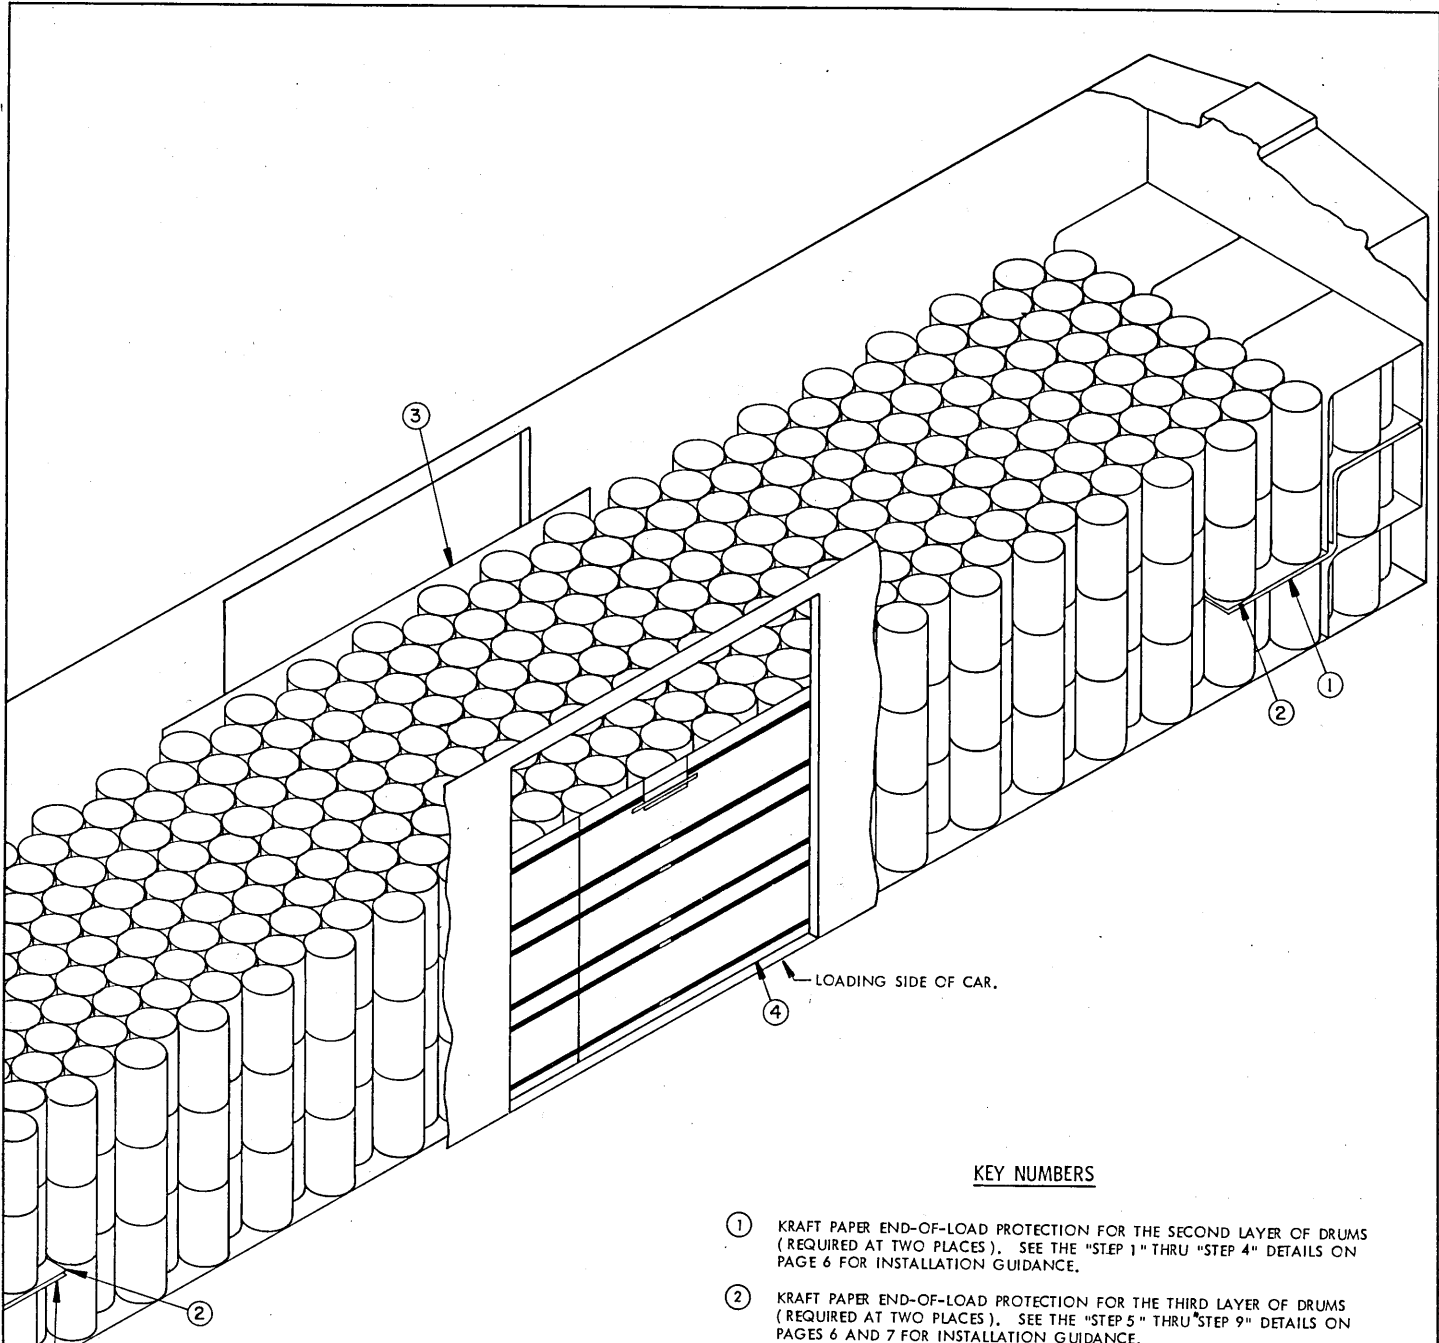 3
1
2
LOADING SIDE OF CAR.
4
KEY NUMBERS
1 KRAFT PAPER END-OF-LOAD PROTECTION FOR THE SECOND LAYER OF DRUMS
(REQUIRED AT TWO PLACES). SEE THE "STEP 1" THRU "STEP 4" DETAILS ON
PAGE 6 FOR INSTALLATION GUIDANCE.
2 KRAFT PAPER END-OF-LOAD PROTECTION FOR THE THIRD LAYER OF DRUMS
(REQUIRED AT TWO PLACES). SEE THE "STEP 5" THRU "STEP 9" DETAILS ON
PAGES 6 AND 7 FOR INSTALLATION GUIDANCE.
2